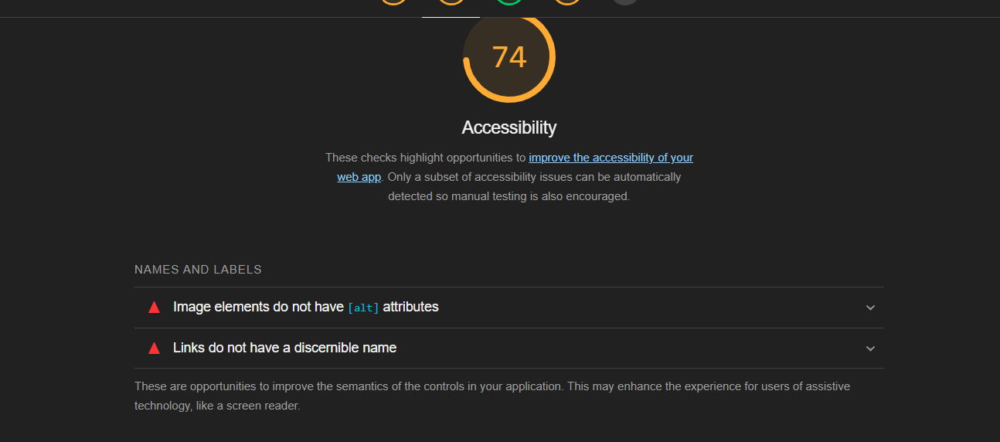 74
Accessibility
These checks highlight opportunities to improve the accessibility of your
web app. Only a subset of accessibility issues can be automatically
detected so manual testing is also encouraged.
NAMES AND LABELS
Image elements do not have [alt] attributes
Links do not have a discernible name
These are opportunities to improve the semantics of the controls in your application. This may enhance the experience for users of assistive
technology, like a screen reader.